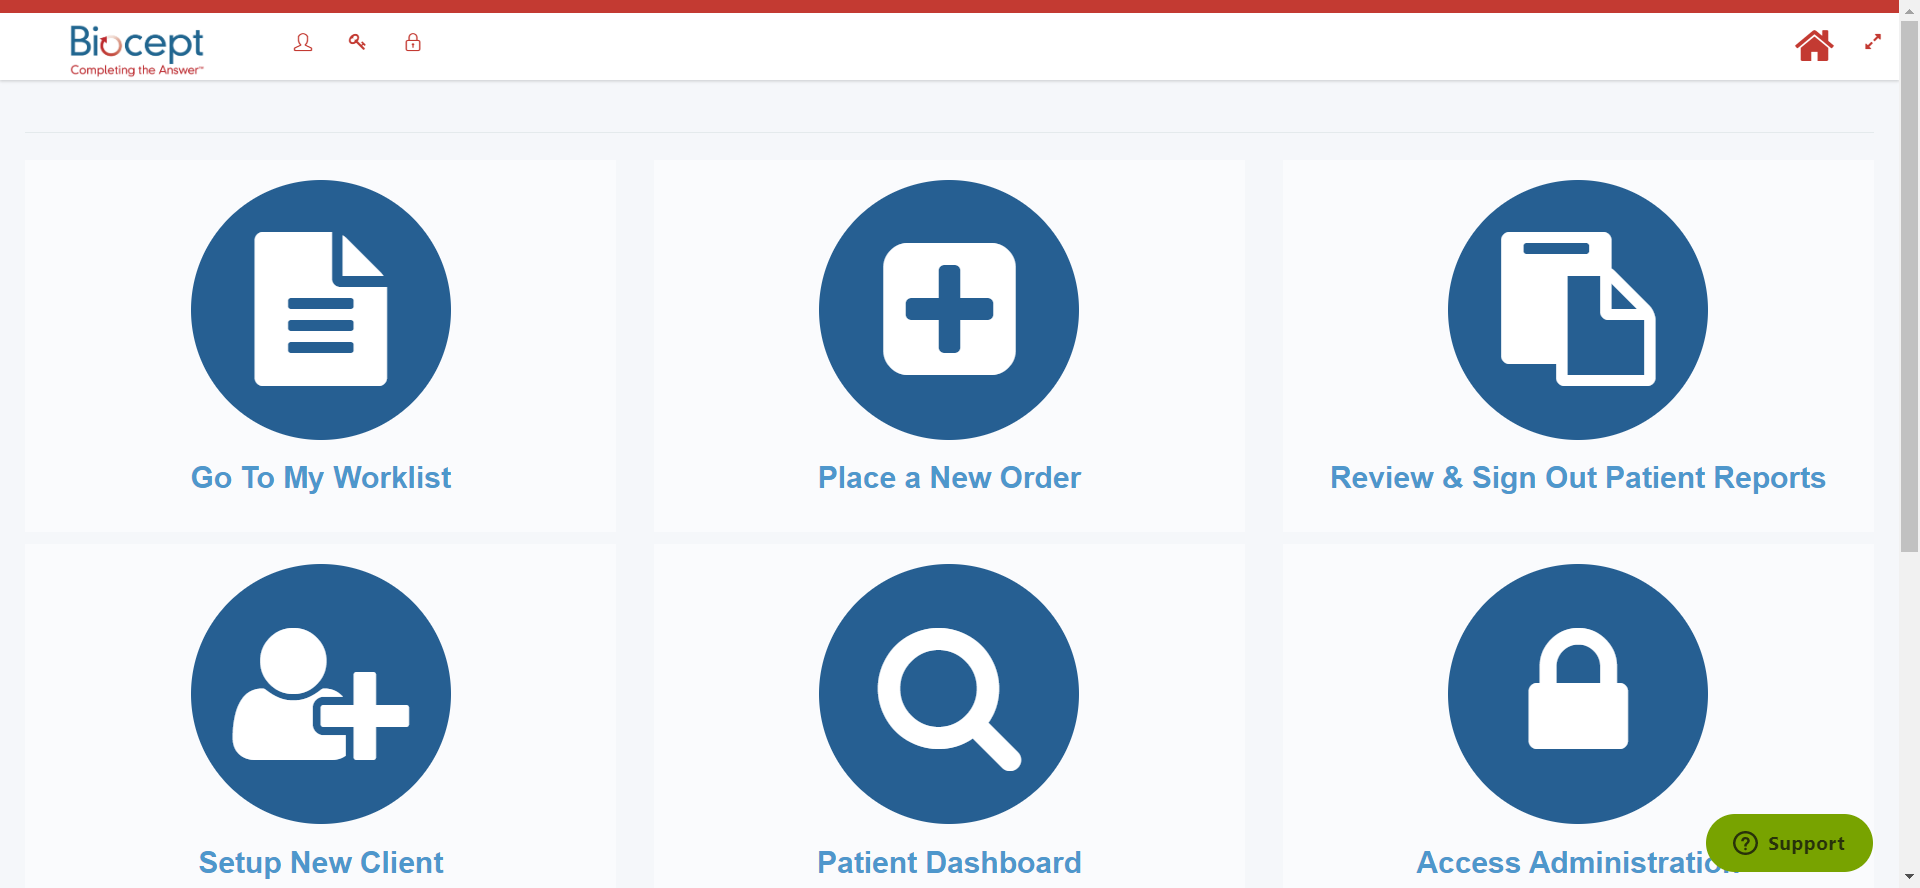 Biocept
Completing the Answer™
Go To My Worklist
Place a New Order
Review & Sign Out Patient Reports
Setup New Client
Patient Dashboard
Access Administratio
Support